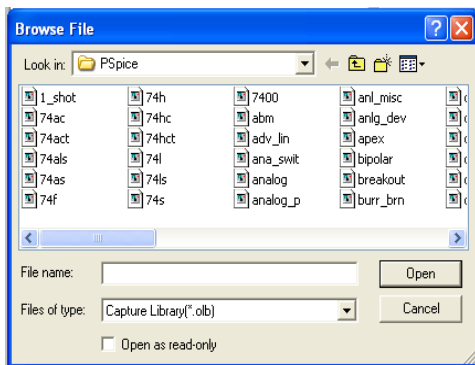 Browse File
Look in: PSpice
1_shot 74h 7400 anl_misc
74ac 74hc abm anlg_dev
74act 74hct adv_lin apex
74als 74l ana_swit bipolar
74as 74ls analog breakout
74f 74s analog_p burr_brn
File name: Open
Files of type: Capture Library(*.olb) Cancel
Open as read-only